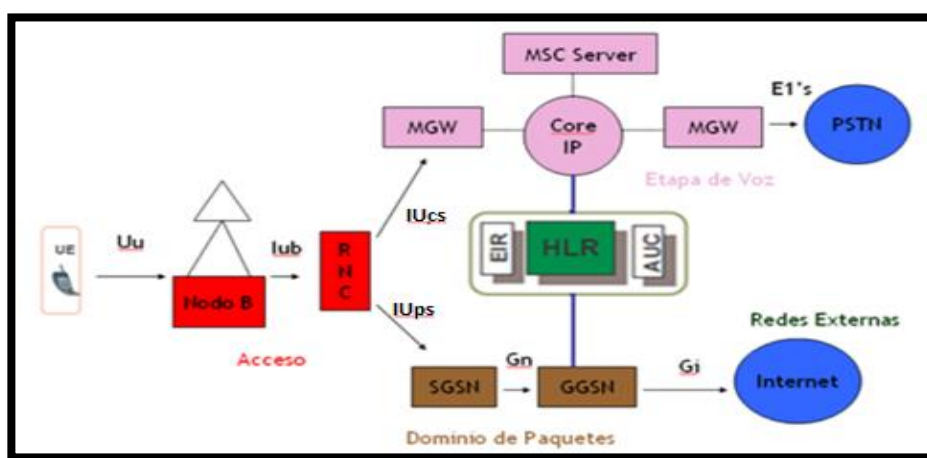 MSC Server
E1's
MGW
Core
IP
MGW
PSTN
Etapa de Voz
IUcs
UE
Uu
Iub
R
N
C
EIR
HLR
AUC
Nodo B
IUps
Acceso
Redes Externas
SGSN
Gn
GGSN
Gi
Internet
Dominio de Paquetes